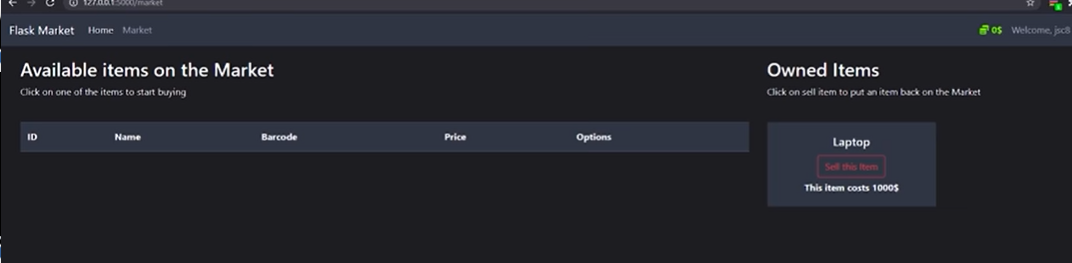 127.0.0.1:5000/market
Flask Market Home Market 0$ Welcome, jsc8
Available items on the Market
Click on one of the items to start buying
ID Name Barcode Price Options
Owned Items
Click on sell item to put an item back on the Market
Laptop
Sell this Item
This item costs 1000$